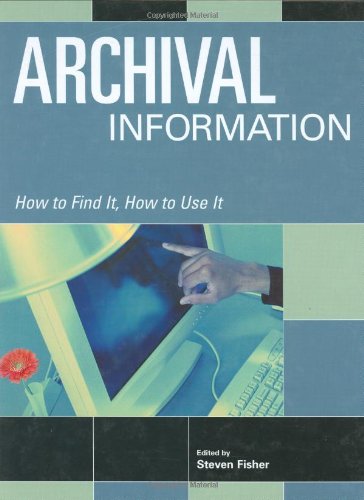 ARCHIVAL
INFORMATION
How to Find It, How to Use It
Edited by
Steven Fisher